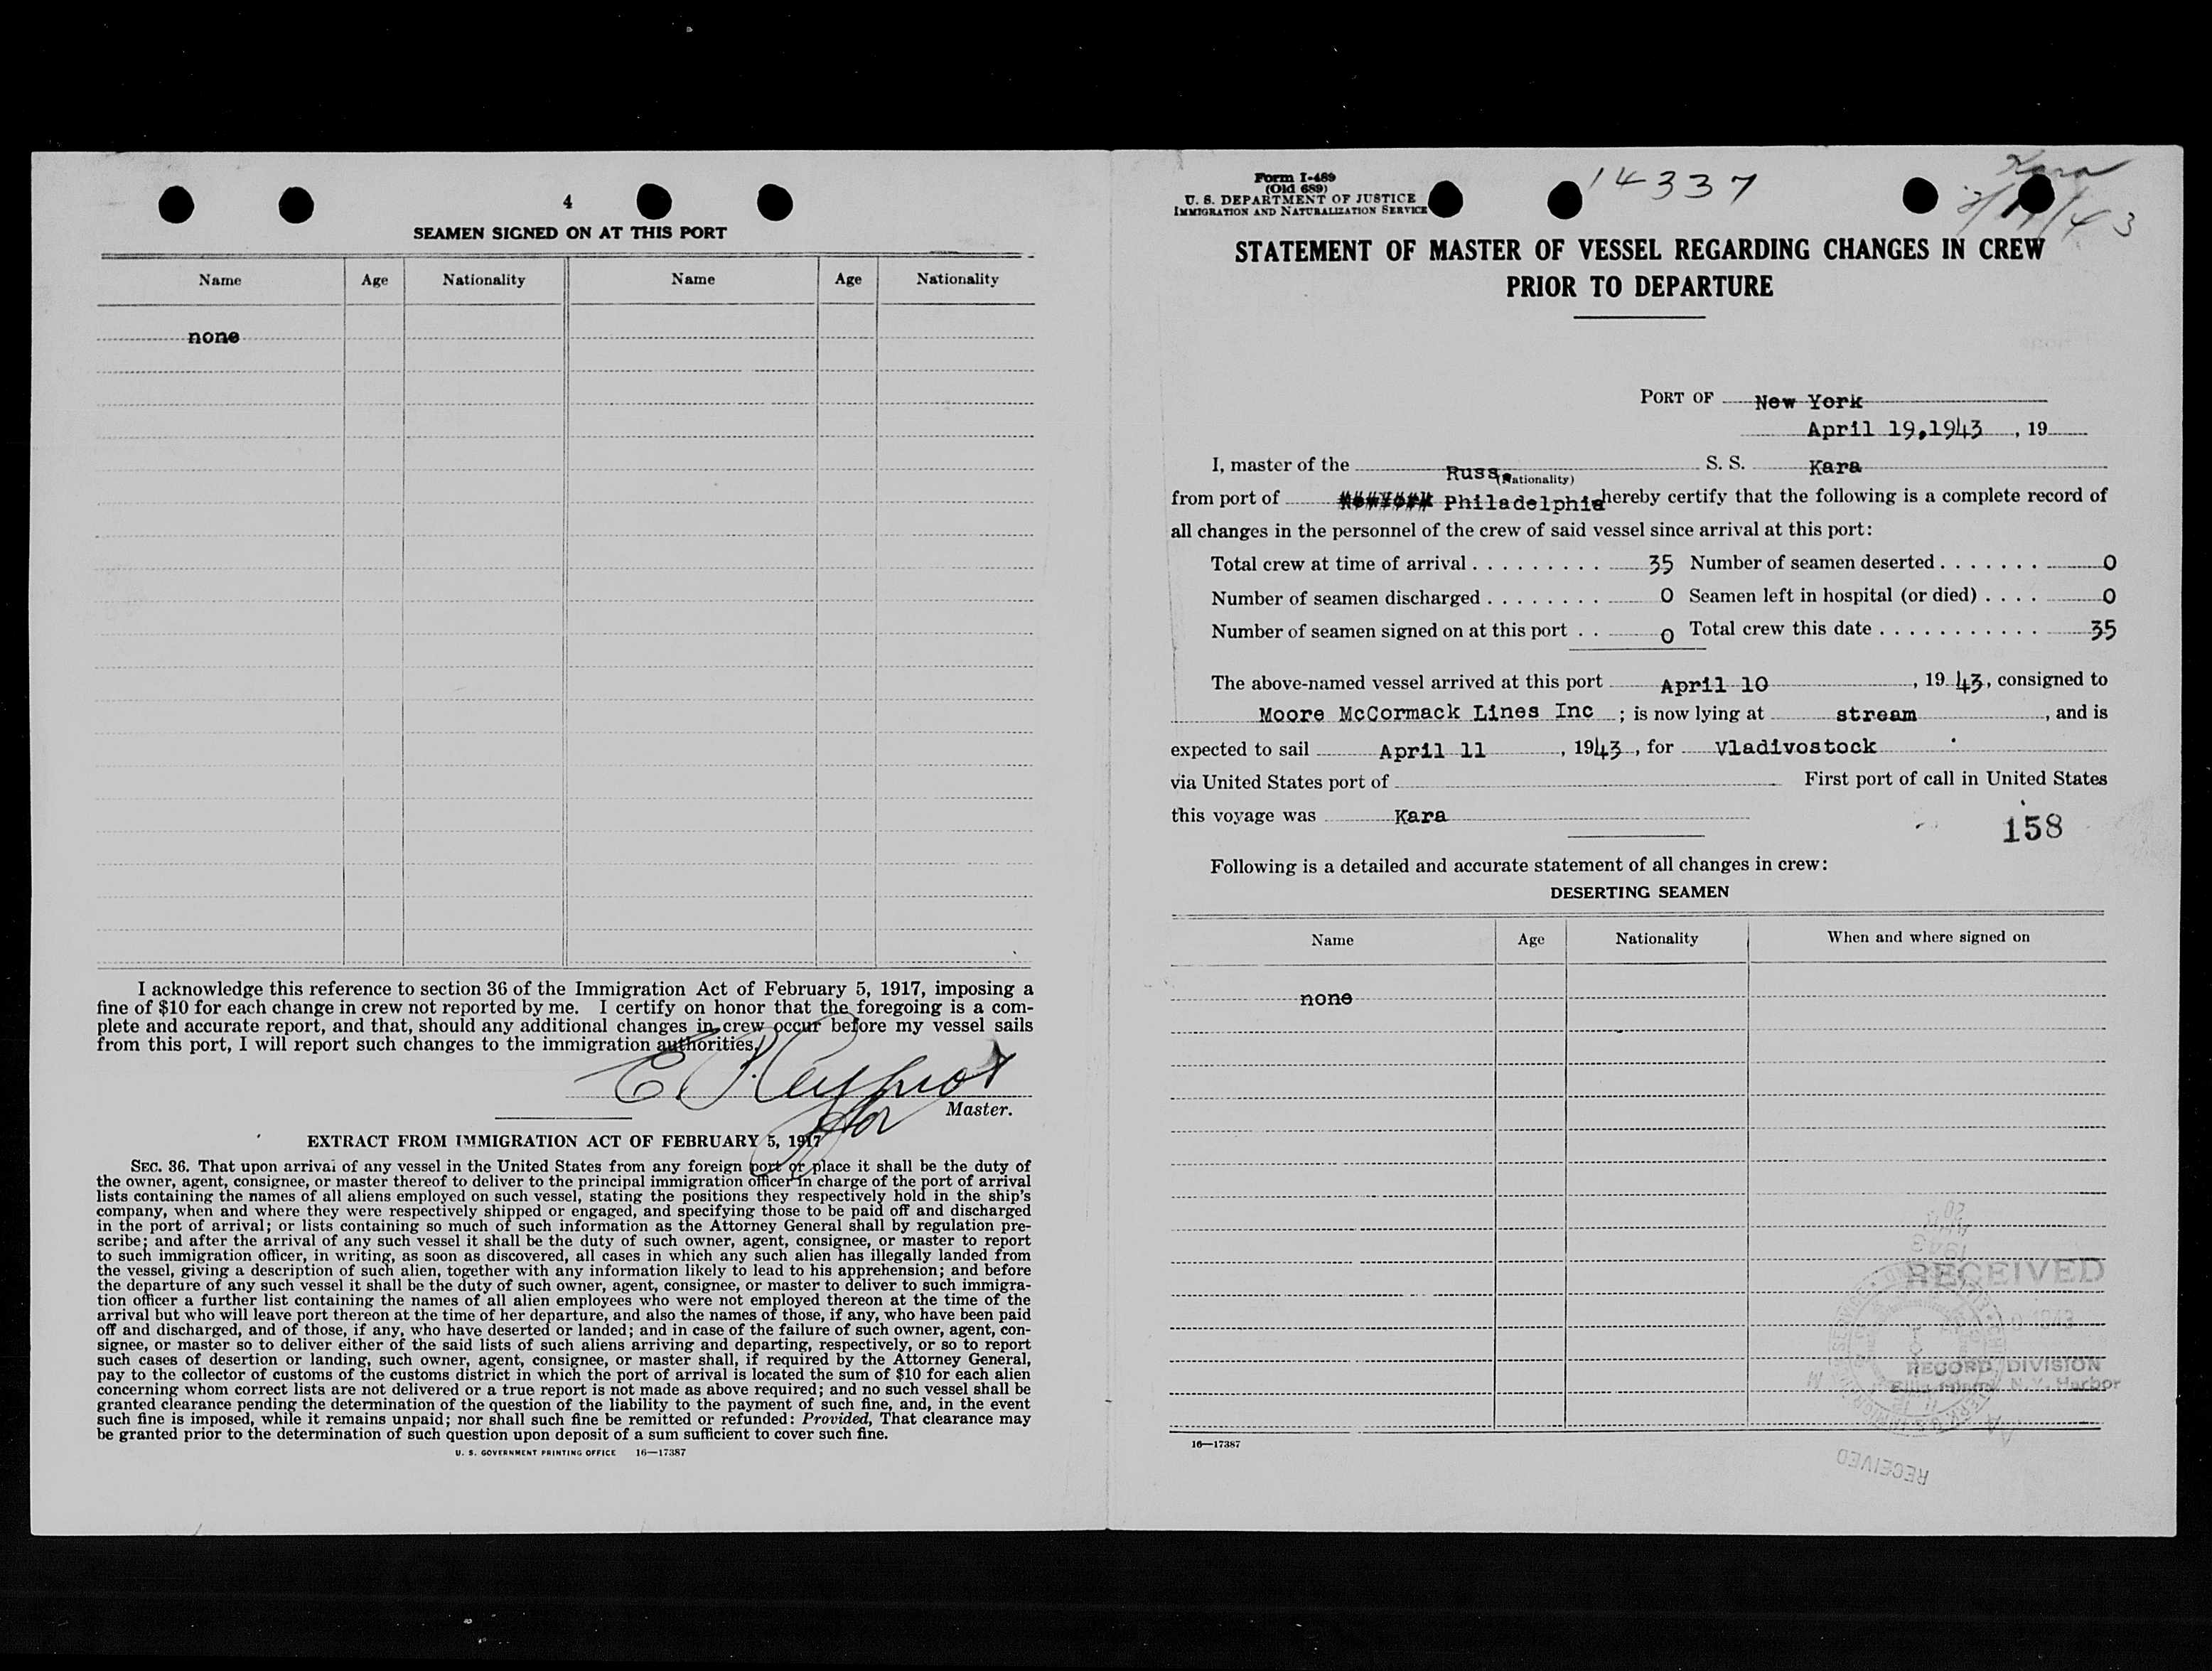 4
SEAMEN SIGNED ON AT THIS PORT
Name Age Nationality Name Age Nationality
none
I acknowledge this reference to section 36 of the Immigration Act of February 5, 1917, imposing a
fine of $10 for each change in crew not reported by me. I certify on honor that the foregoing is a com-
plete and accurate report, and that, should any additional changes in crew occur before my vessel sails
from this port, I will report such changes to the immigration authorities.
Master.
EXTRACT FROM IMMIGRATION ACT OF FEBRUARY 5, 1917
SEC. 36. That upon arrival of any vessel in the United States from any foreign port or place it shall be the duty of
the owner, agent, consignee, or master thereof to deliver to the principal immigration officer in charge of the port of arrival
lists containing the names of all aliens employed on such vessel, stating the positions they respectively hold in the ship's
company, when and where they were respectively shipped or engaged, and specifying those to be paid off and discharged
in the port of arrival; or lists containing so much of such information as the Attorney General shall by regulation pre-
scribe; and after the arrival of any such vessel it shall be the duty of such owner, agent, consignee, or master to report
to such immigration officer, in writing, as soon as discovered, all cases in which any such alien has illegally landed from
the vessel, giving a description of such alien, together with any information likely to lead to his apprehension; and before
the departure of any such vessel it shall be the duty of such owner, agent, consignee, or master to deliver to such immigra-
tion officer a further list containing the names of all alien employees who were not employed thereon at the time of the
arrival but who will leave port thereon at the time of her departure, and also the names of those, if any, who have been paid
off and discharged, and of those, if any, who have deserted or landed; and in case of the failure of such owner, agent, con-
signee, or master so to deliver either of the said lists of such aliens arriving and departing, respectively, or so to report
such cases of desertion or landing, such owner, agent, consignee, or master shall, if required by the Attorney General,
pay to the collector of customs of the customs district in which the port of arrival is located the sum of $10 for each alien
concerning whom correct lists are not delivered or a true report is not made as above required; and no such vessel shall be
granted clearance pending the determination of the question of the liability to the payment of such fine, and, in the event
such fine is imposed, while it remains unpaid; nor shall such fine be remitted or refunded: Provided, That clearance may
be granted prior to the determination of such question upon deposit of a sum sufficient to cover such fine.
U. S. GOVERNMENT PRINTING OFFICE 16—17387
Form I-489
(Old 689)
U. S. DEPARTMENT OF JUSTICE
IMMIGRATION AND NATURALIZATION SERVICE
14337
Kara
STATEMENT OF MASTER OF VESSEL REGARDING CHANGES IN CREW
PRIOR TO DEPARTURE
PORT OF New York
April 19,1943, 19
I, master of the Russ. S. S. Kara
(Nationality)
from port of Philadelphia hereby certify that the following is a complete record of
all changes in the personnel of the crew of said vessel since arrival at this port:
Total crew at time of arrival 35 Number of seamen deserted 0
Number of seamen discharged 0 Seamen left in hospital (or died) 0
Number of seamen signed on at this port 0 Total crew this date 35
The above-named vessel arrived at this port April 10, 1943, consigned to
Moore McCormack Lines Inc; is now lying at stream, and is
expected to sail April 11, 1943, for Vladivostock
via United States port of First port of call in United States
this voyage was Kara
158
Following is a detailed and accurate statement of all changes in crew:
DESERTING SEAMEN
Name Age Nationality When and where signed on
none
RECEIVED
RECORD DIVISION
Ellis Island, N.Y. Harbor
16—17387
RECEIVED